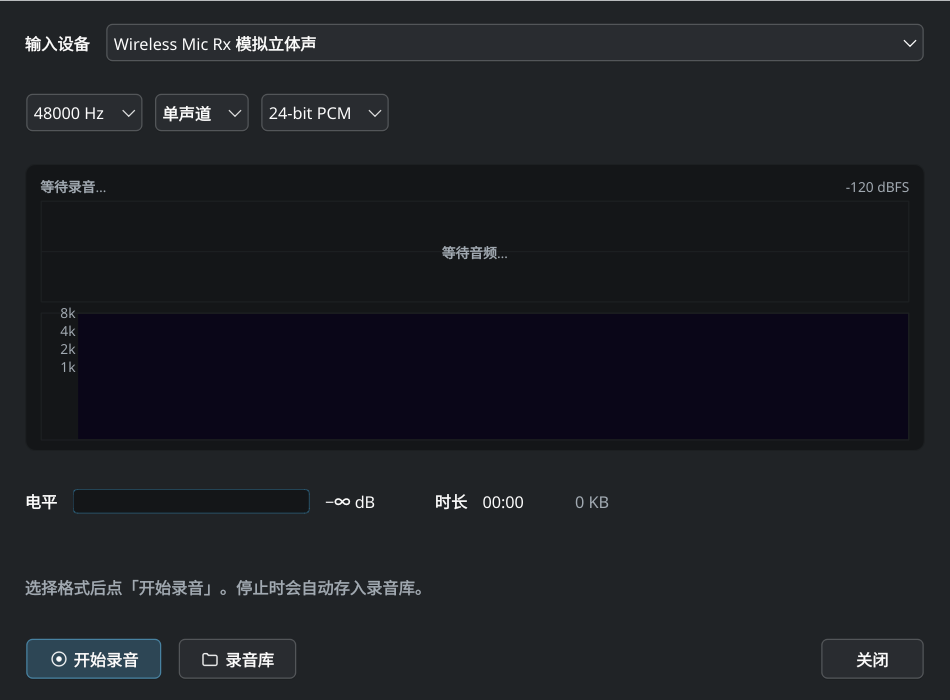 输入设备 Wireless Mic Rx 模拟立体声
48000 Hz 单声道 24-bit PCM
等待录音... -120 dBFS
等待音频...
8k
4k
2k
1k
电平 -∞ dB 时长 00:00 0 KB
选择格式后点「开始录音」。停止时会自动存入录音库。
开始录音 录音库 关闭